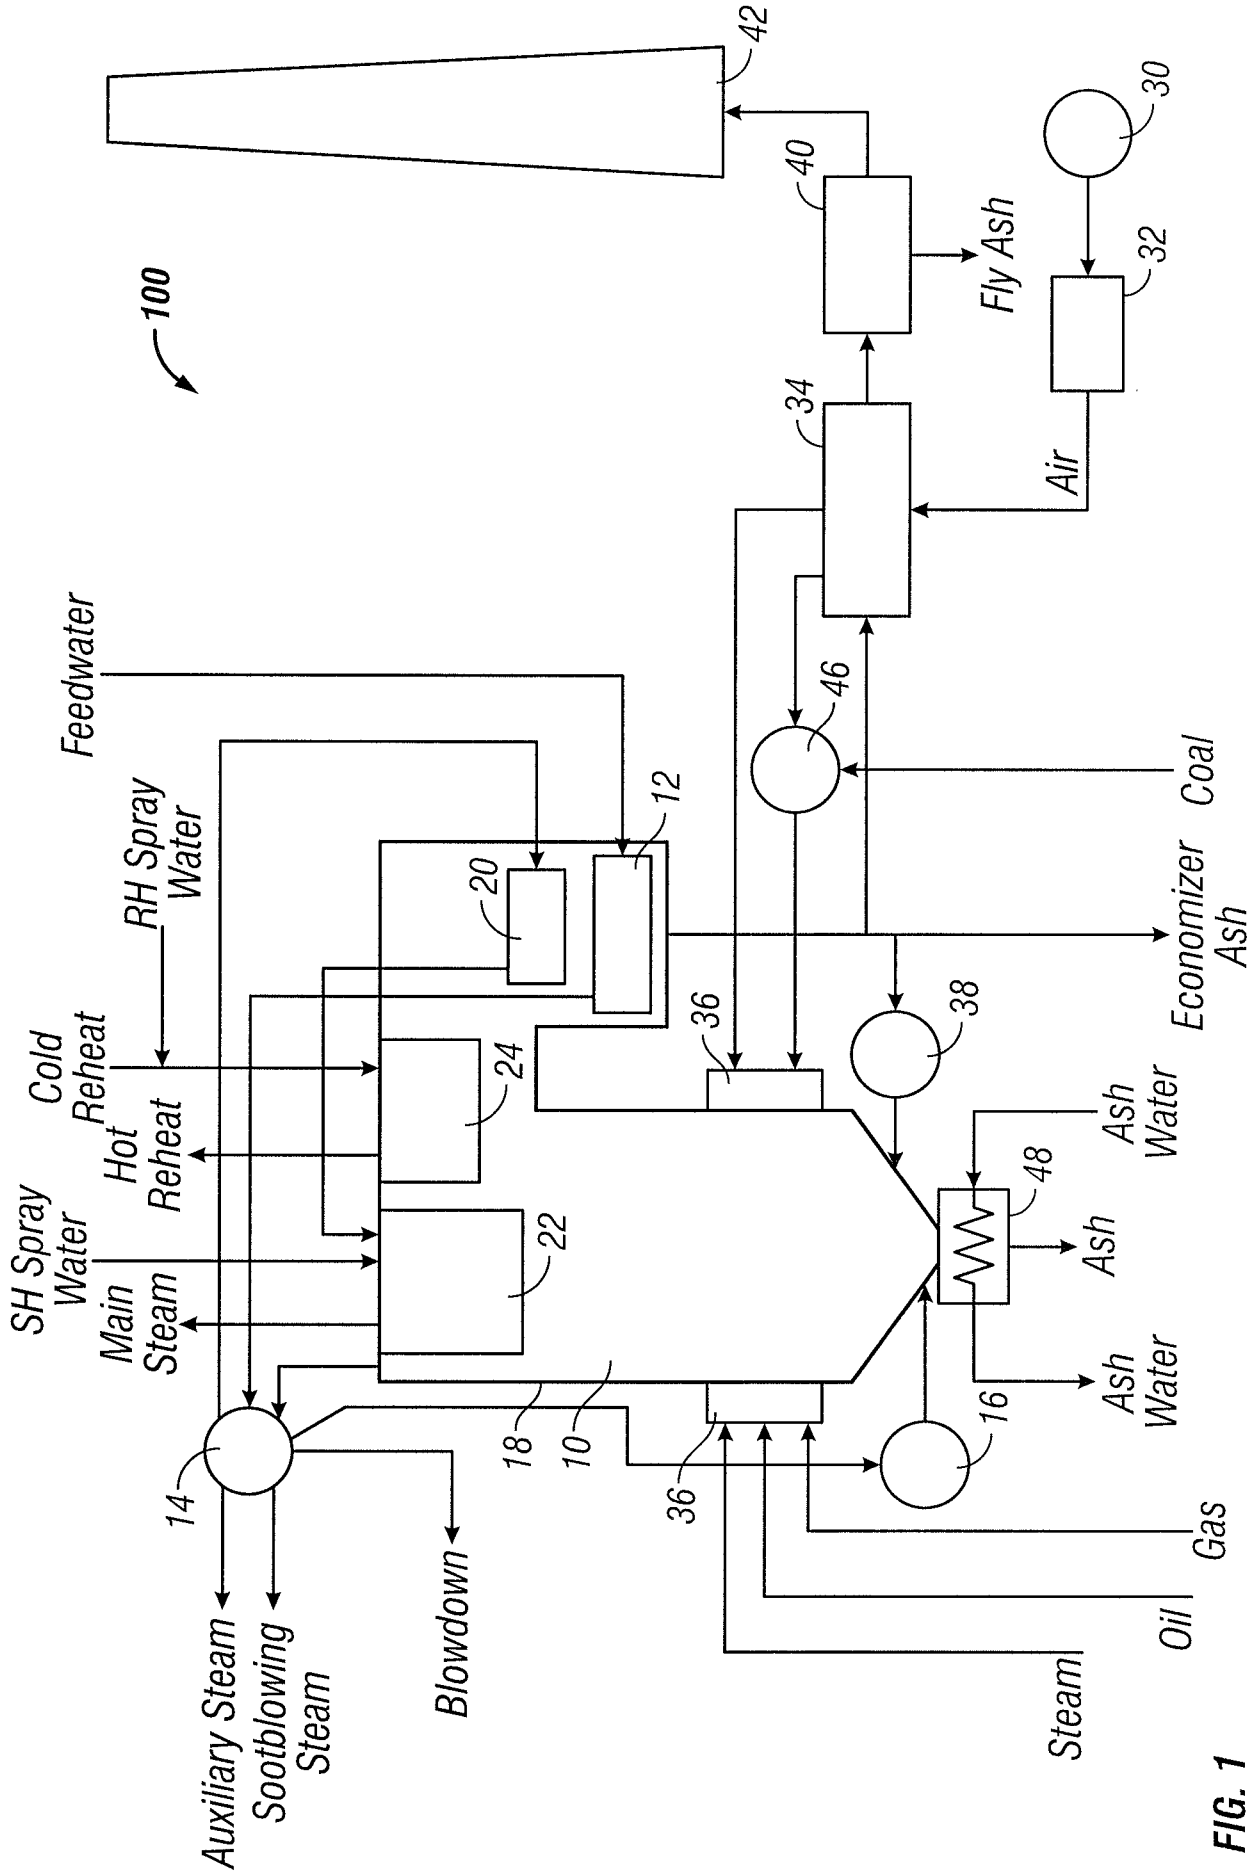 SH Spray
Water
Main
Steam
Cold
Reheat
Hot
Reheat
RH Spray
Water
Feedwater
100
42
Auxiliary Steam
Sootblowing
Steam
Blowdown
14
18
10
22
24
20
12
36
36
46
34
40
Fly Ash
30
32
Air
Coal
Economizer
Ash
38
16
48
Ash
Water
Ash
Ash
Water
Steam
Oil
Gas
FIG. 1